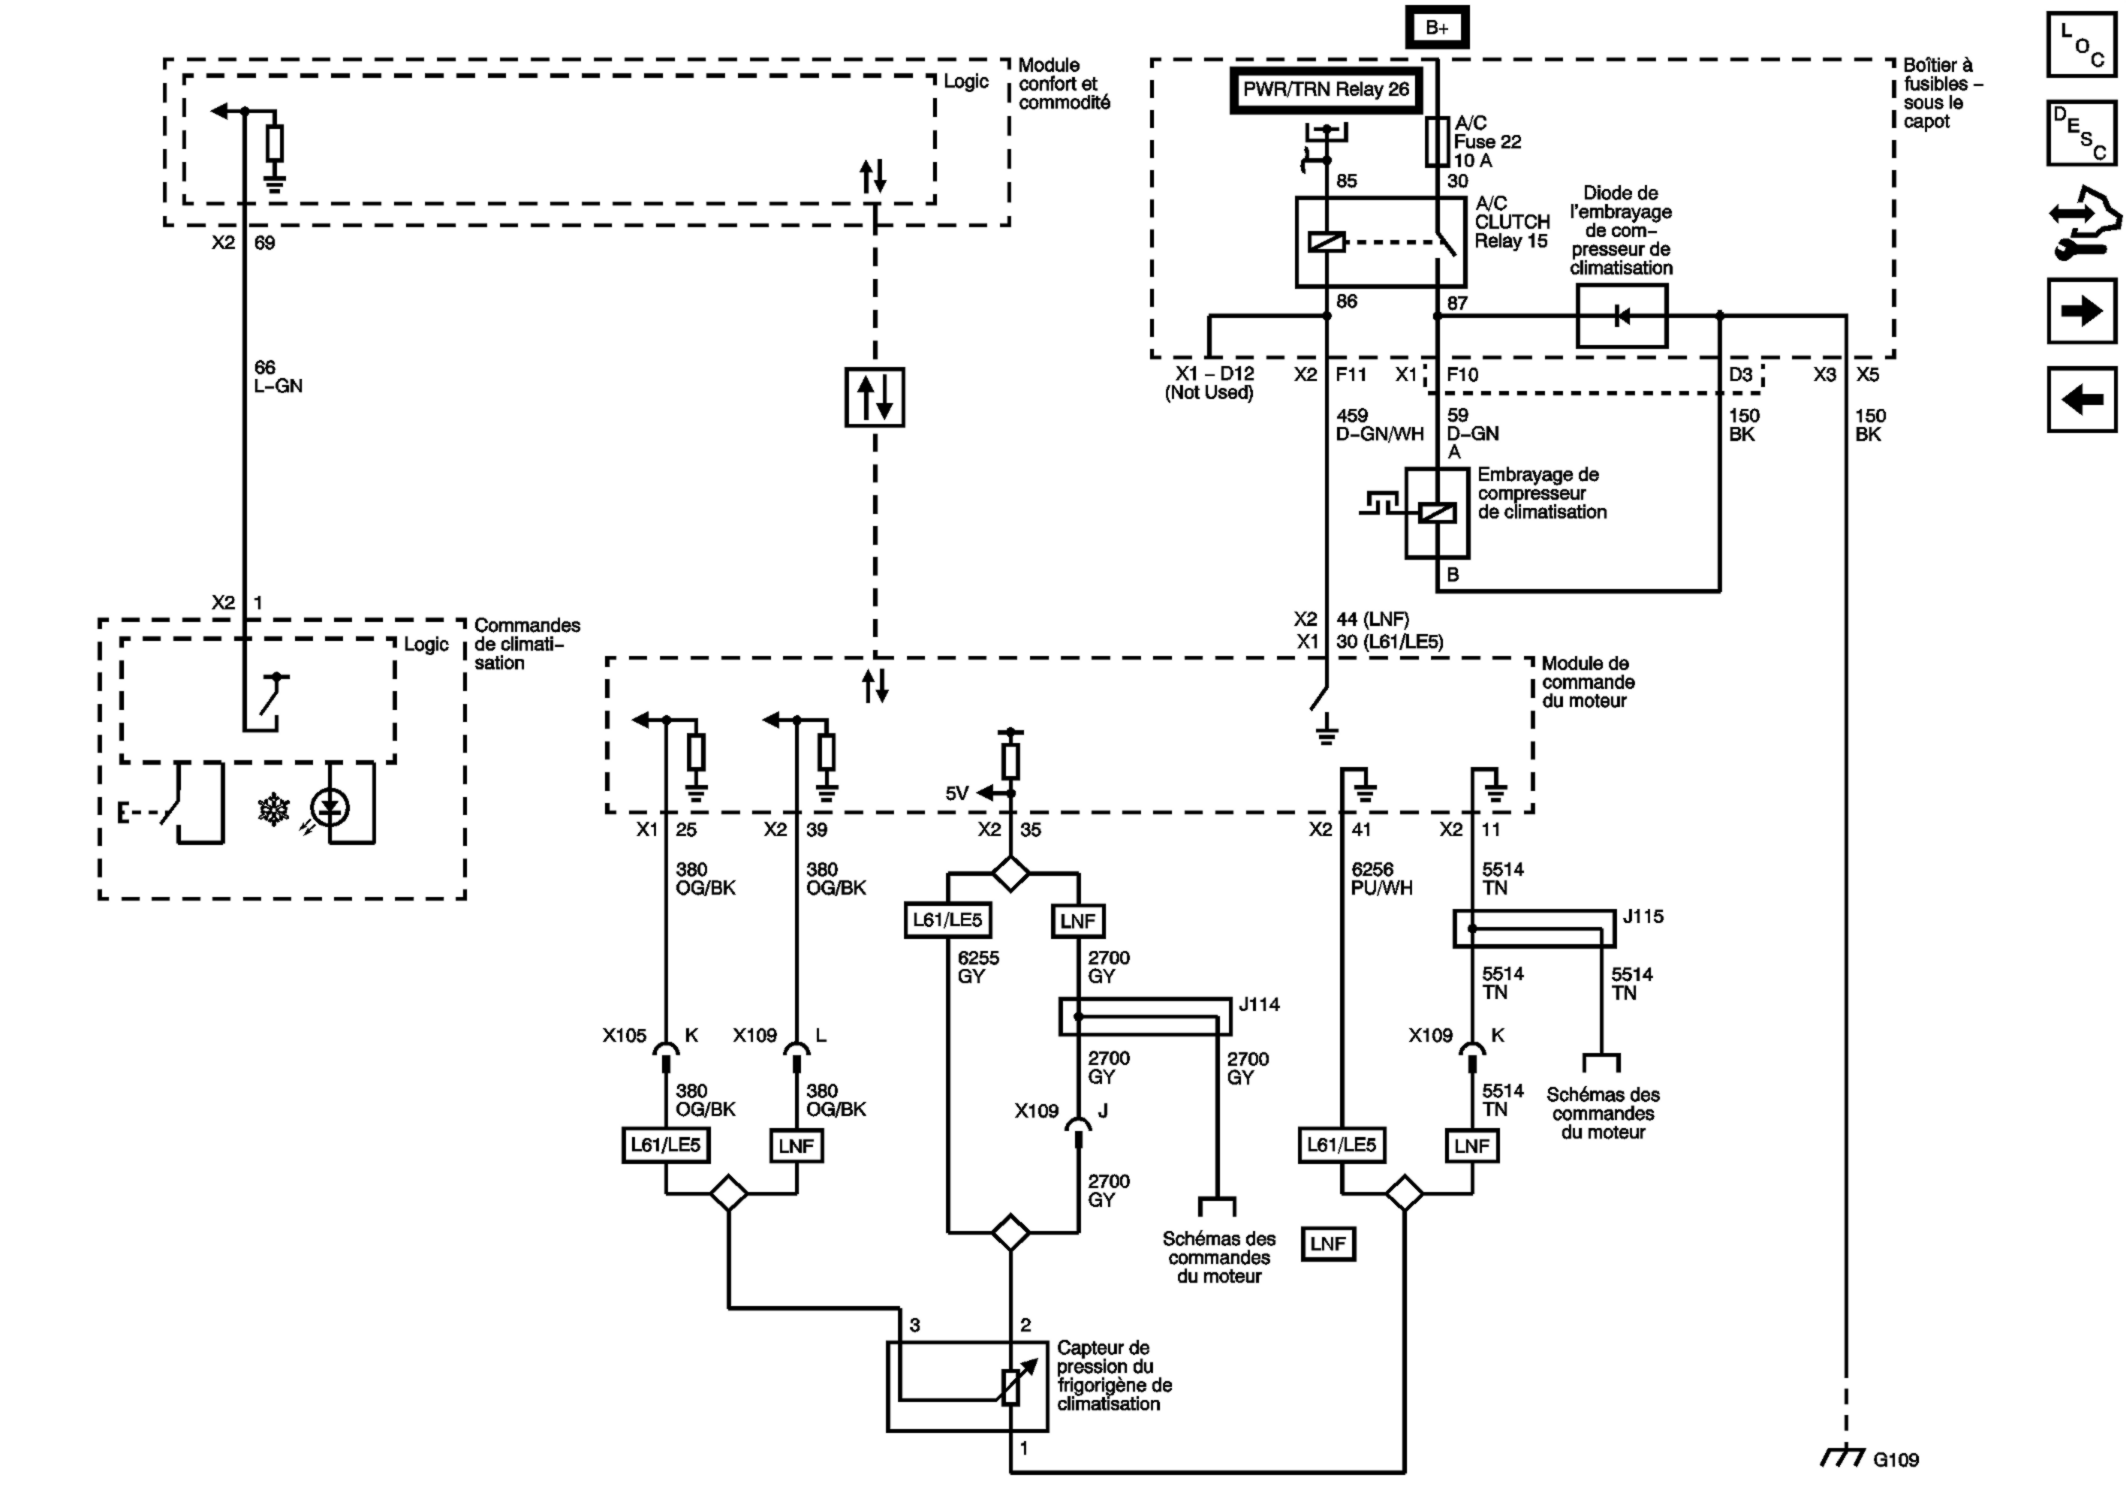 B+
L
O
C
D
E
S
C
Module
confort et
commodité
Logic
PWR/TRN Relay 26
Boîtier à
fusibles –
sous le
capot
A/C
Fuse 22
10 A
85
30
A/C
CLUTCH
Relay 15
Diode de
l'embrayage
de com–
presseur de
climatisation
86
87
X2
69
X1 – D12
(Not Used)
X2
F11
X1
F10
D3
X3
X5
66
L–GN
459
D–GN/WH
59
D–GN
A
150
BK
150
BK
Embrayage de
compresseur
de climatisation
B
X2
1
X2
44 (LNF)
X1
30 (L61/LE5)
Commandes
de climati–
sation
Logic
Module de
commande
du moteur
E
5V
X1
25
X2
39
X2
35
X2
41
X2
11
380
OG/BK
380
OG/BK
6256
PU/WH
5514
TN
L61/LE5
LNF
J115
6255
GY
2700
GY
5514
TN
5514
TN
J114
X105
K
X109
L
X109
K
2700
GY
2700
GY
380
OG/BK
380
OG/BK
X109
J
5514
TN
Schémas des
commandes
du moteur
L61/LE5
LNF
L61/LE5
LNF
2700
GY
Schémas des
commandes
du moteur
LNF
3
2
Capteur de
pression du
frigorigène de
climatisation
1
G109